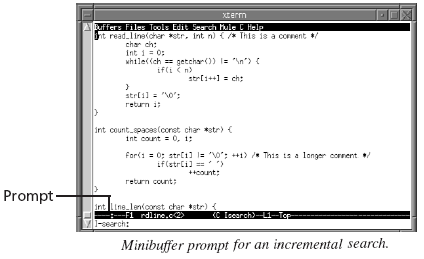 xterm
Buffers Files Tools Edit Search Mule C Help
int read_line(char *str, int n) { /* This is a comment */
char ch;
int i = 0;
while((ch = getchar()) != '\n') {
if(i < n)
str[i++] = ch;
}
str[i] = '\0';
return i;
}
int count_spaces(const char *str) {
int count = 0, i;
for(i = 0; str[i] != '\0'; ++i) /* This is a longer comment */
if(str[i] == ' ')
++count;
return count;
}
int line_len(const char *str) {
Prompt
----:---F1 rdline.c<2> (C Isearch)--L1--Top
I-search:
Minibuffer prompt for an incremental search.